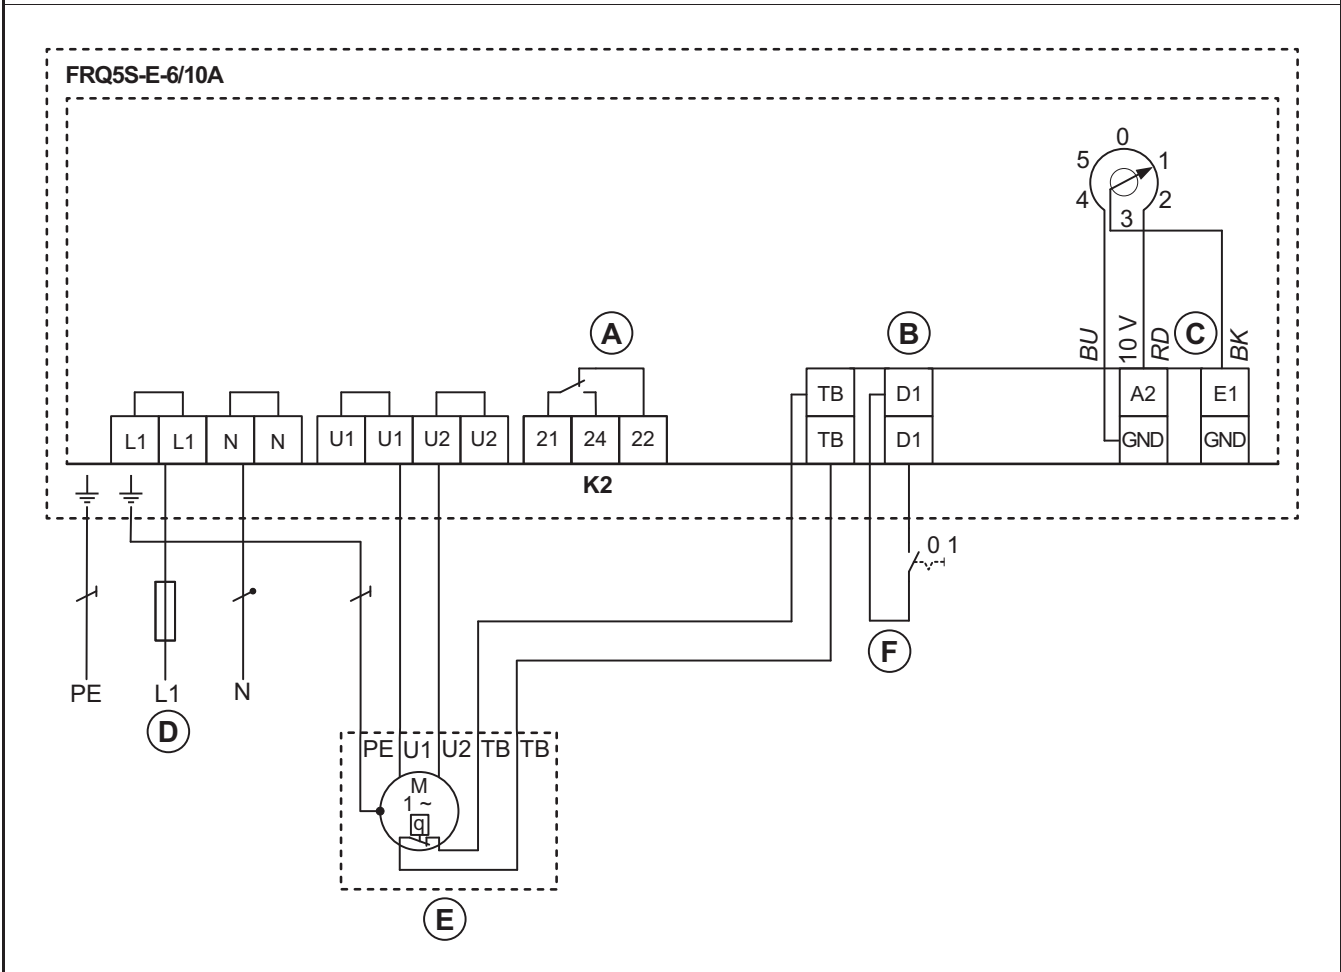 FRQ5S-E-6/10A
0
5 1
4 2
3
A B BU 10 V RD C BK
TB D1 A2 E1
L1 L1 N N U1 U1 U2 U2 21 24 22 TB D1 GND GND
K2
0 1
F
PE L1 N
D
PE U1 U2 TB TB
M
1 ~
q
E